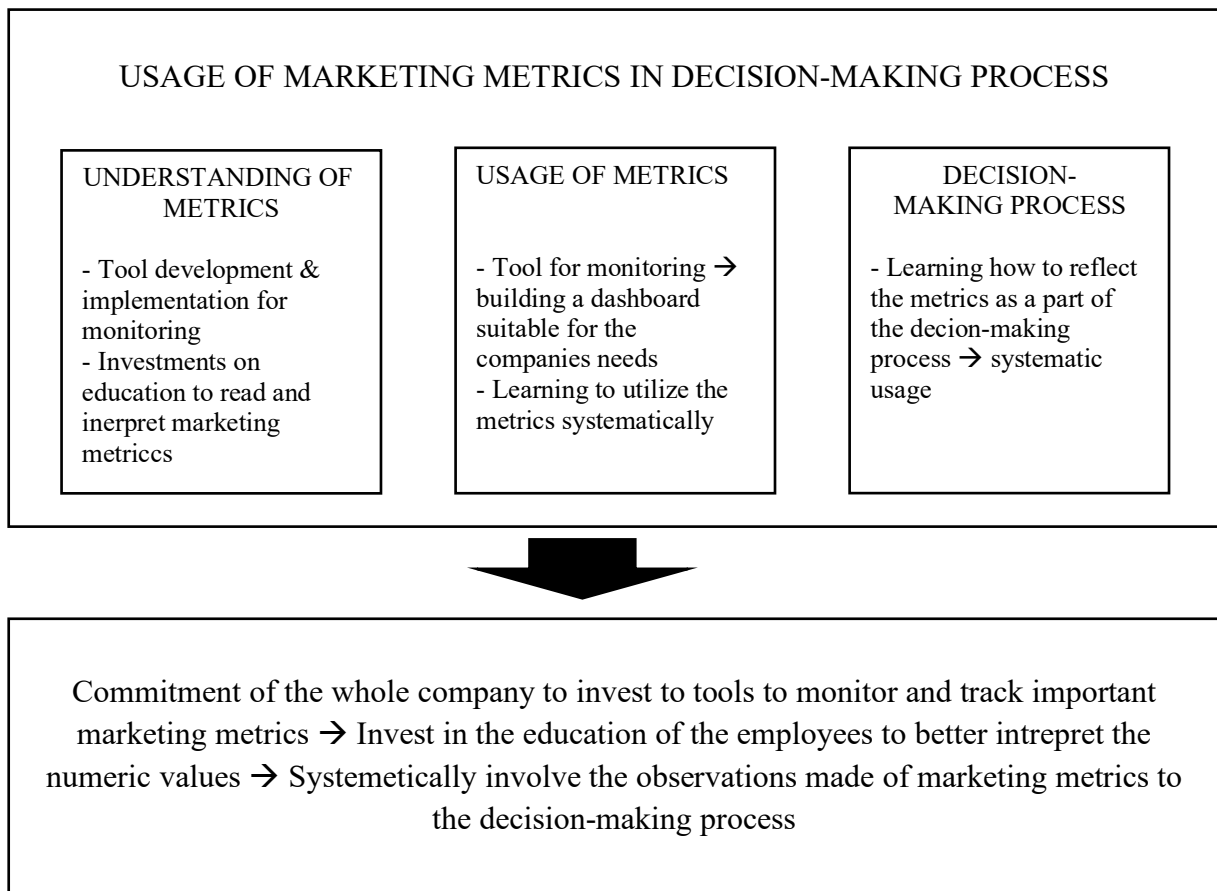 USAGE OF MARKETING METRICS IN DECISION-MAKING PROCESS
UNDERSTANDING OF
METRICS
- Tool development &
implementation for
monitoring
- Investments on
education to read and
inerpret marketing
metriccs
USAGE OF METRICS
- Tool for monitoring →
building a dashboard
suitable for the
companies needs
- Learning to utilize the
metrics systematically
DECISION-
MAKING PROCESS
- Learning how to reflect
the metrics as a part of
the decion-making
process → systematic
usage
Commitment of the whole company to invest to tools to monitor and track important
marketing metrics → Invest in the education of the employees to better intrepret the
numeric values → Systemetically involve the observations made of marketing metrics to
the decision-making process